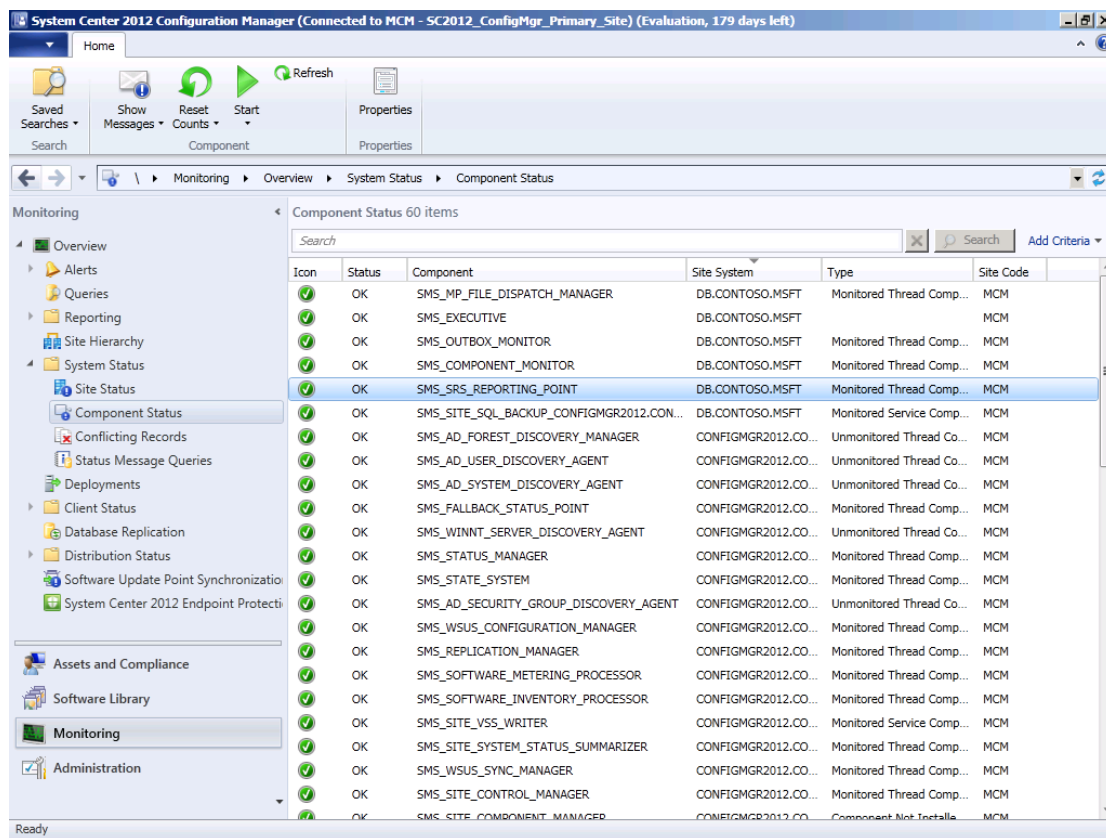 System Center 2012 Configuration Manager (Connected to MCM - SC2012_ConfigMgr_Primary_Site) (Evaluation, 179 days left)
Home
Saved Searches
Show Messages
Reset Counts
Start
Refresh
Properties
Search
Component
Properties
\ Monitoring Overview System Status Component Status
Monitoring
Overview
Alerts
Queries
Reporting
Site Hierarchy
System Status
Site Status
Component Status
Conflicting Records
Status Message Queries
Deployments
Client Status
Database Replication
Distribution Status
Software Update Point Synchronizatio
System Center 2012 Endpoint Protecti
Assets and Compliance
Software Library
Monitoring
Administration
Component Status 60 items
Search
Search
Add Criteria
Icon Status Component Site System Type Site Code
OK SMS_MP_FILE_DISPATCH_MANAGER DB.CONTOSO.MSFT Monitored Thread Comp... MCM
OK SMS_EXECUTIVE DB.CONTOSO.MSFT MCM
OK SMS_OUTBOX_MONITOR DB.CONTOSO.MSFT Monitored Thread Comp... MCM
OK SMS_COMPONENT_MONITOR DB.CONTOSO.MSFT Monitored Thread Comp... MCM
OK SMS_SRS_REPORTING_POINT DB.CONTOSO.MSFT Monitored Thread Comp... MCM
OK SMS_SITE_SQL_BACKUP_CONFIGMGR2012.CON... DB.CONTOSO.MSFT Monitored Service Comp... MCM
OK SMS_AD_FOREST_DISCOVERY_MANAGER CONFIGMGR2012.CO... Unmonitored Thread Co... MCM
OK SMS_AD_USER_DISCOVERY_AGENT CONFIGMGR2012.CO... Unmonitored Thread Co... MCM
OK SMS_AD_SYSTEM_DISCOVERY_AGENT CONFIGMGR2012.CO... Unmonitored Thread Co... MCM
OK SMS_FALLBACK_STATUS_POINT CONFIGMGR2012.CO... Monitored Thread Comp... MCM
OK SMS_WINNT_SERVER_DISCOVERY_AGENT CONFIGMGR2012.CO... Unmonitored Thread Co... MCM
OK SMS_STATUS_MANAGER CONFIGMGR2012.CO... Monitored Thread Comp... MCM
OK SMS_STATE_SYSTEM CONFIGMGR2012.CO... Monitored Thread Comp... MCM
OK SMS_AD_SECURITY_GROUP_DISCOVERY_AGENT CONFIGMGR2012.CO... Unmonitored Thread Co... MCM
OK SMS_WSUS_CONFIGURATION_MANAGER CONFIGMGR2012.CO... Monitored Thread Comp... MCM
OK SMS_REPLICATION_MANAGER CONFIGMGR2012.CO... Monitored Thread Comp... MCM
OK SMS_SOFTWARE_METERING_PROCESSOR CONFIGMGR2012.CO... Monitored Thread Comp... MCM
OK SMS_SOFTWARE_INVENTORY_PROCESSOR CONFIGMGR2012.CO... Monitored Thread Comp... MCM
OK SMS_SITE_VSS_WRITER CONFIGMGR2012.CO... Monitored Service Comp... MCM
OK SMS_SITE_SYSTEM_STATUS_SUMMARIZER CONFIGMGR2012.CO... Monitored Thread Comp... MCM
OK SMS_WSUS_SYNC_MANAGER CONFIGMGR2012.CO... Monitored Thread Comp... MCM
OK SMS_SITE_CONTROL_MANAGER CONFIGMGR2012.CO... Monitored Thread Comp... MCM
OK SMS_SITE_COMPONENT_MANAGER CONFIGMGR2012.CO... Component Not Installe... MCM
Ready